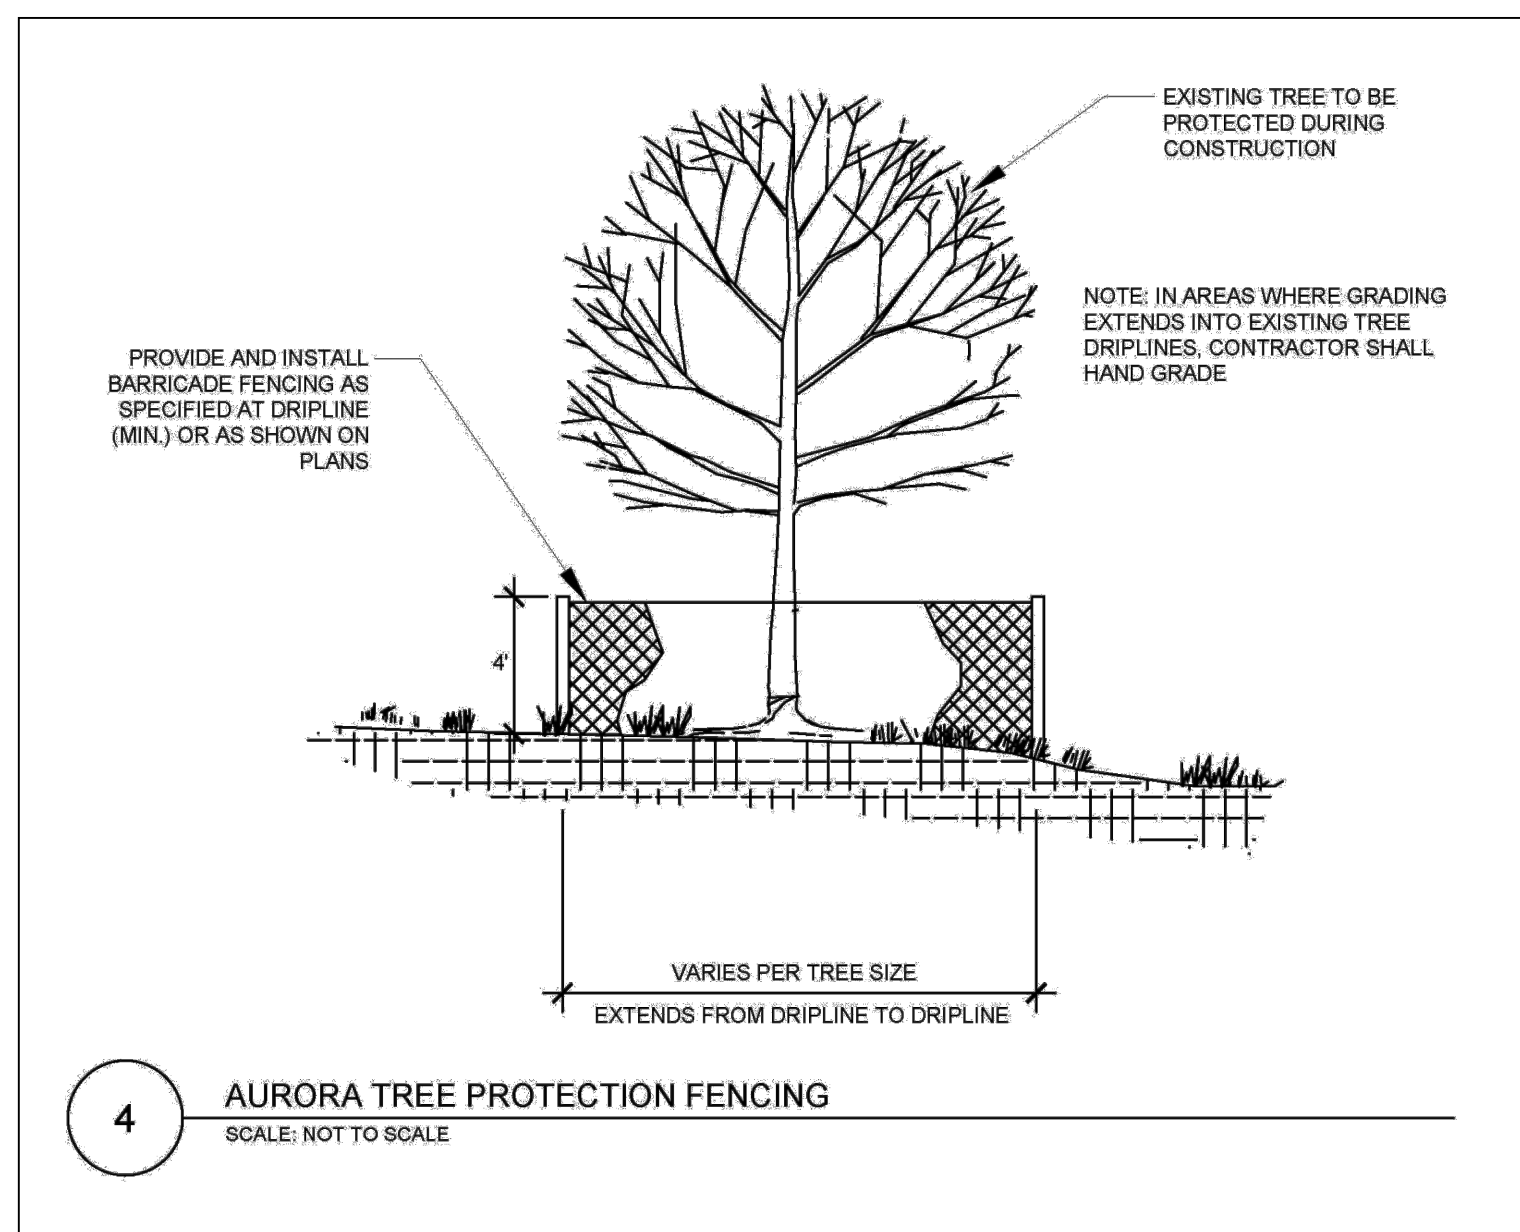 EXISTING TREE TO BE
PROTECTED DURING
CONSTRUCTION
NOTE: IN AREAS WHERE GRADING
EXTENDS INTO EXISTING TREE
DRIPLINES, CONTRACTOR SHALL
HAND GRADE
PROVIDE AND INSTALL
BARRICADE FENCING AS
SPECIFIED AT DRIPLINE
(MIN.) OR AS SHOWN ON
PLANS
4'
VARIES PER TREE SIZE
EXTENDS FROM DRIPLINE TO DRIPLINE
4
AURORA TREE PROTECTION FENCING
SCALE: NOT TO SCALE